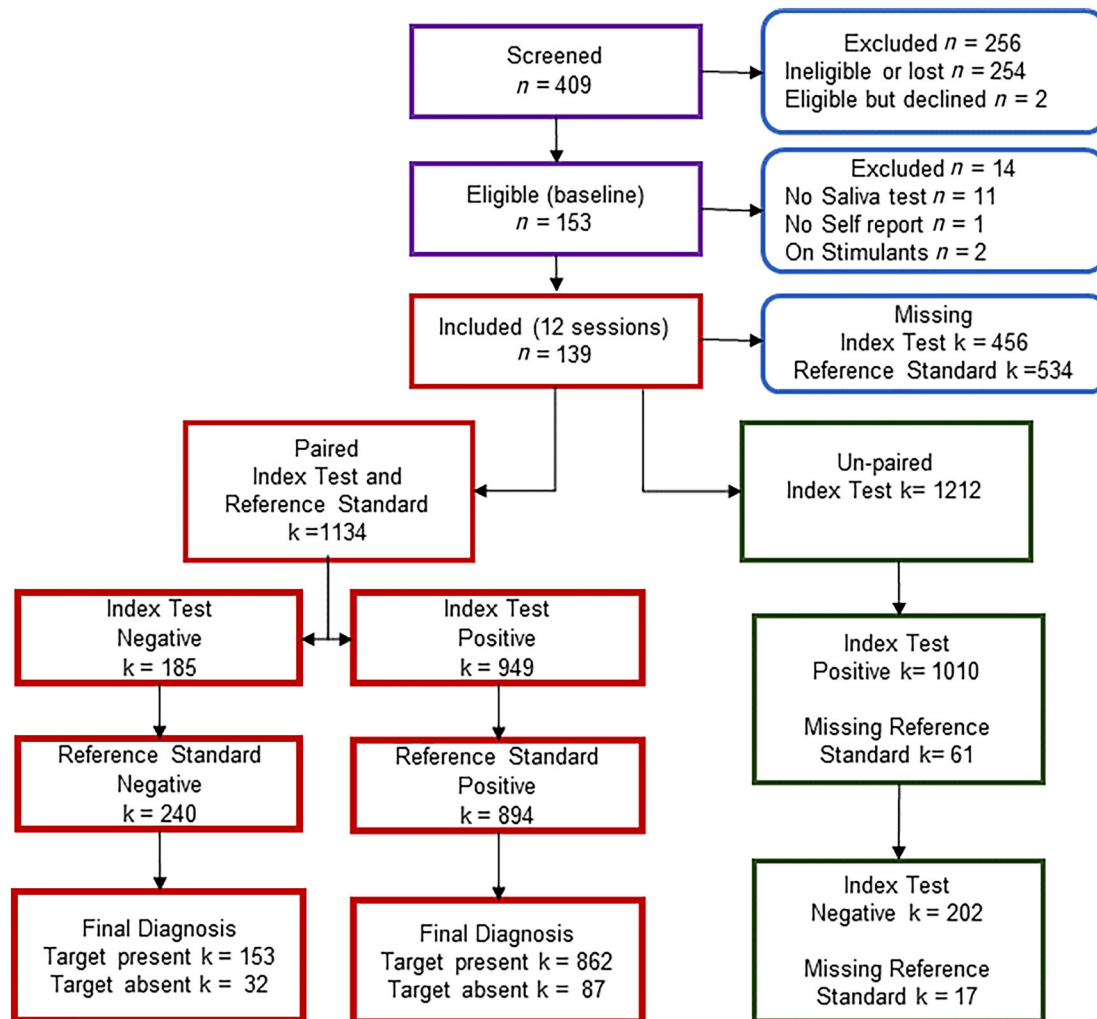 Screened
n = 409
Excluded n = 256
Ineligible or lost n = 254
Eligible but declined n = 2
Eligible (baseline)
n = 153
Excluded n = 14
No Saliva test n = 11
No Self report n = 1
On Stimulants n = 2
Included (12 sessions)
n = 139
Missing
Index Test k = 456
Reference Standard k =534
Paired
Index Test and
Reference Standard
k =1134
Un-paired
Index Test k= 1212
Index Test
Negative
k = 185
Index Test
Positive
k = 949
Index Test
Positive k= 1010
Missing Reference
Standard k= 61
Reference Standard
Negative
k = 240
Reference Standard
Positive
k = 894
Final Diagnosis
Target present k = 153
Target absent k = 32
Final Diagnosis
Target present k = 862
Target absent k = 87
Index Test
Negative k = 202
Missing Reference
Standard k = 17